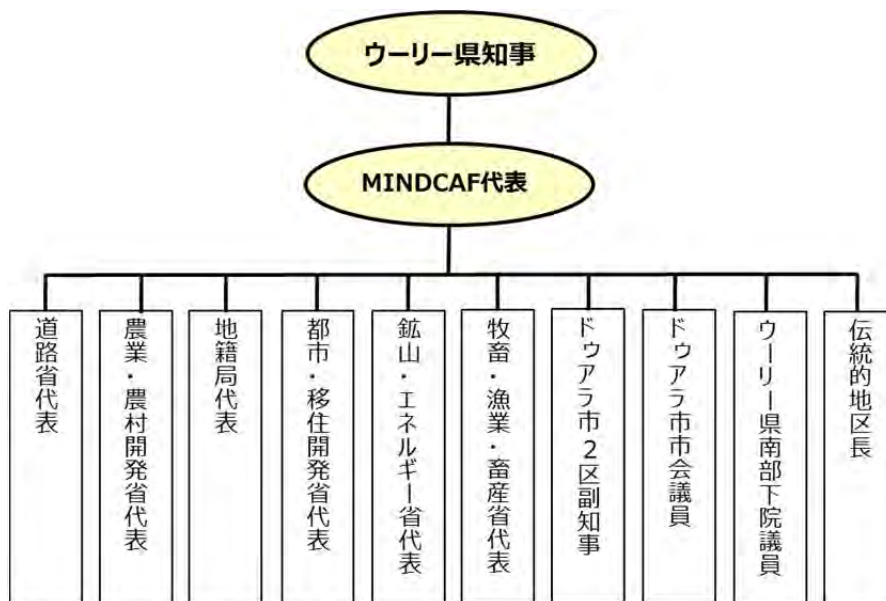 ウーリー県知事
MINDCAF代表
道路省代表
農業・農村開発省代表
地籍局代表
都市・移住開発省代表
鉱山・エネルギー省代表
牧畜・漁業・畜産省代表
ドゥアラ市2区副知事
ドゥアラ市市会議員
ウーリー県南部下院議員
伝統的地区長